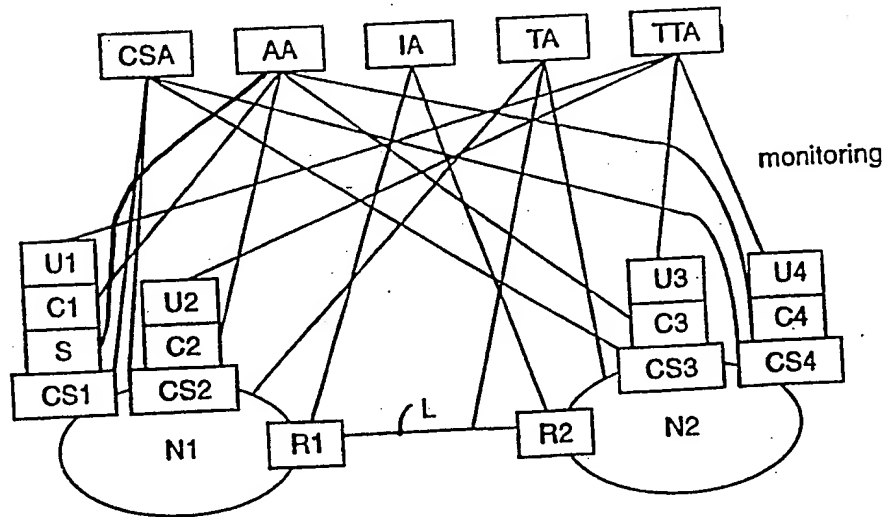 CSA AA IA TA TTA
monitoring
U1
C1
S
CS1
U2
C2
CS2
U3
C3
CS3
U4
C4
CS4
N1
R1
L
R2
N2